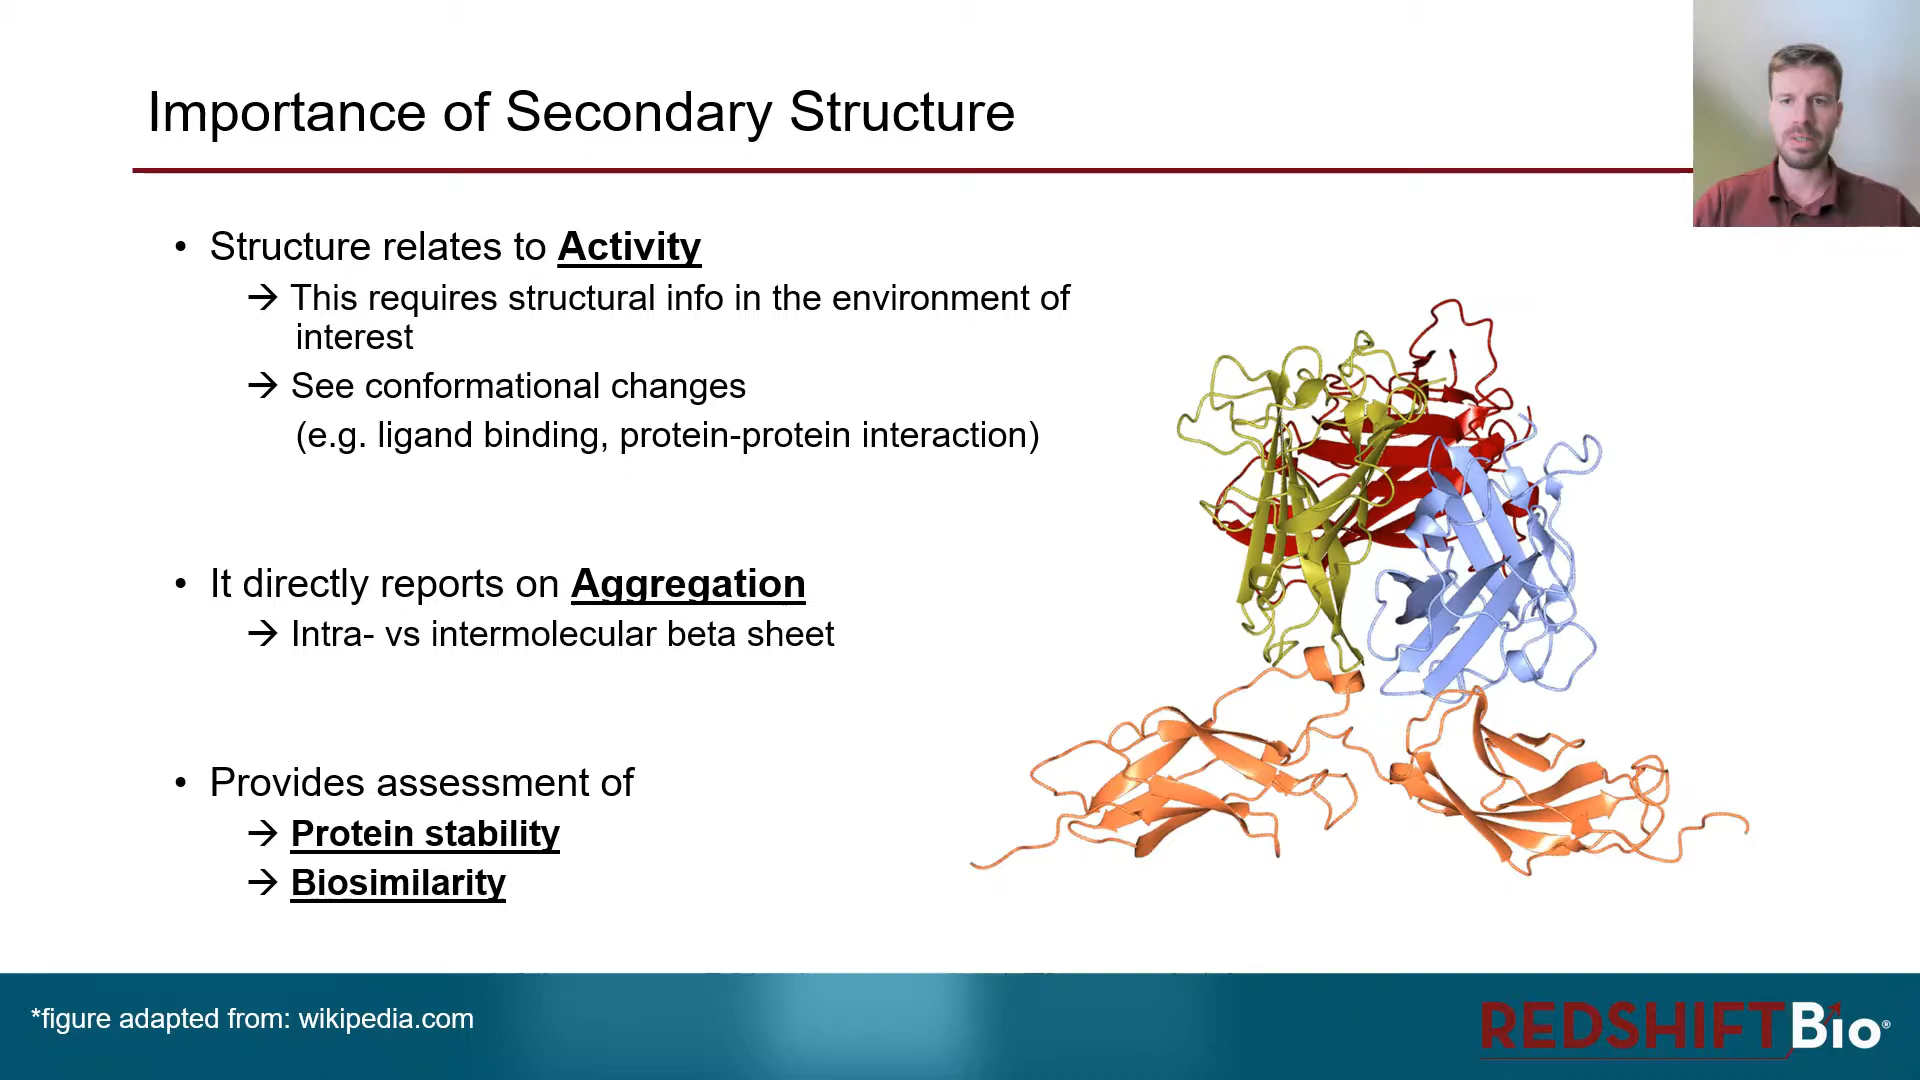 Importance of Secondary Structure
• Structure relates to Activity
→ This requires structural info in the environment of
interest
→ See conformational changes
(e.g. ligand binding, protein-protein interaction)
• It directly reports on Aggregation
→ Intra- vs intermolecular beta sheet
• Provides assessment of
→ Protein stability
→ Biosimilarity
*figure adapted from: wikipedia.com
REDSHIFTBio®